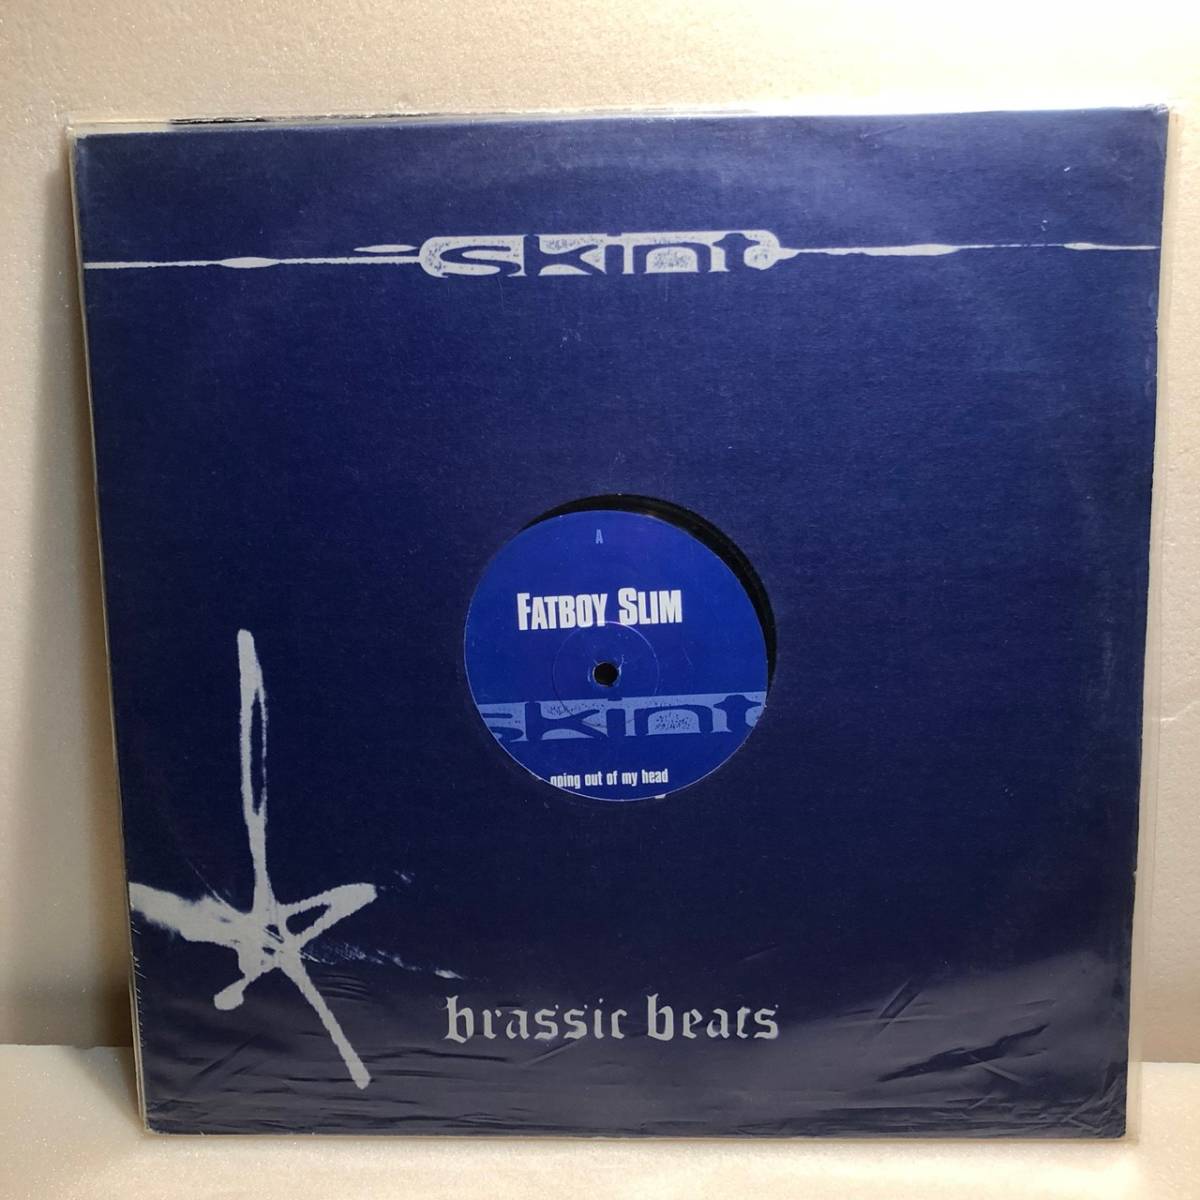 skint
A
FATBOY SLIM
skint
going out of my head
brassic beats